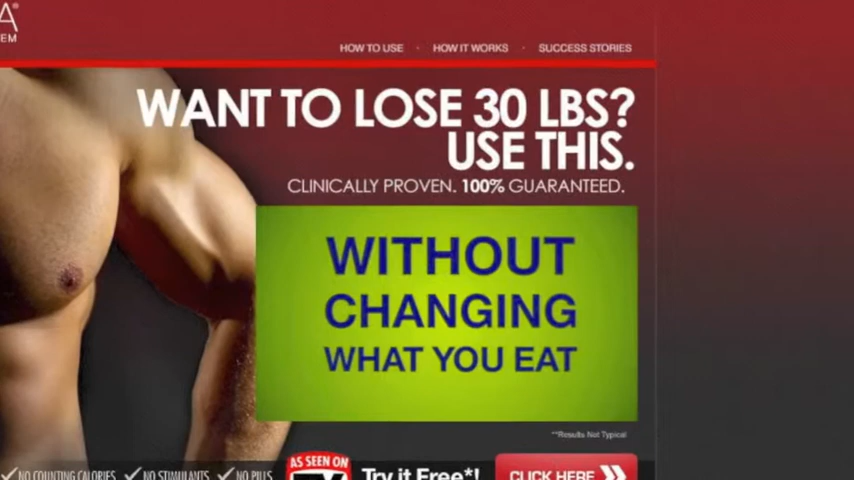 A®
EM
HOW TO USE · HOW IT WORKS · SUCCESS STORIES
WANT TO LOSE 30 LBS?
USE THIS.
CLINICALLY PROVEN. 100% GUARANTEED.
WITHOUT
CHANGING
WHAT YOU EAT
**Results Not Typical
✓NO COUNTING CALORIES ✓NO STIMULANTS ✓NO PILLS
AS SEEN ON
Try it Free*!
CLICK HERE